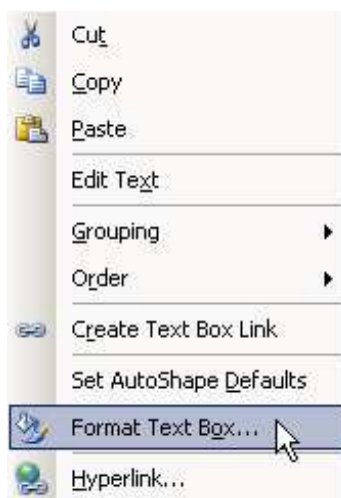 Cut
Copy
Paste
Edit Text
Grouping
Order
Create Text Box Link
Set AutoShape Defaults
Format Text Box...
Hyperlink...